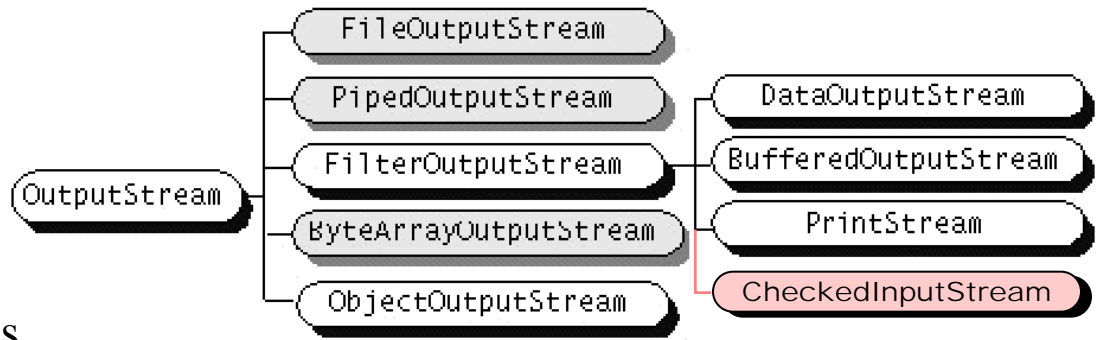 FileOutputStream
PipedOutputStream
DataOutputStream
FilterOutputStream
BufferedOutputStream
OutputStream
PrintStream
ByteArrayOutputStream
CheckedInputStream
ObjectOutputStream
s